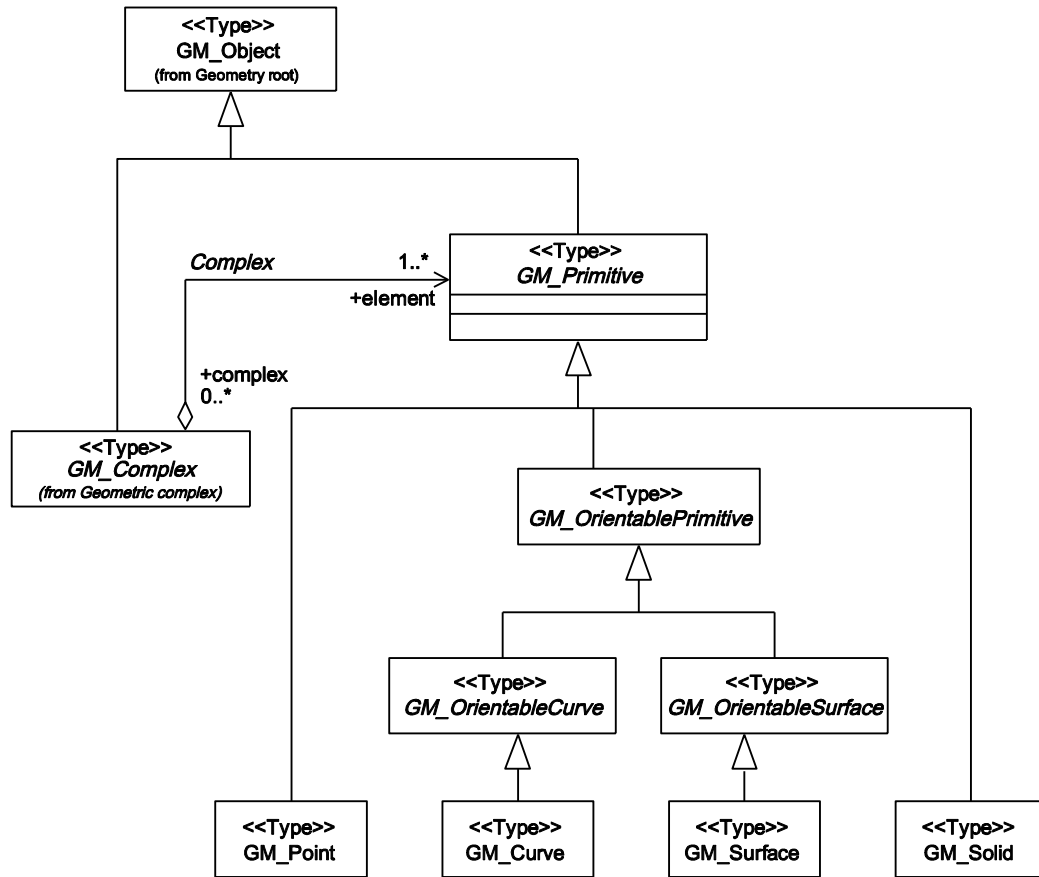 <<Type>>
GM_Object
(from Geometry root)
<<Type>>
GM_Primitive
Complex
1..*
+element
+complex
0..*
<<Type>>
GM_Complex
(from Geometric complex)
<<Type>>
GM_OrientablePrimitive
<<Type>>
GM_OrientableCurve
<<Type>>
GM_OrientableSurface
<<Type>>
GM_Point
<<Type>>
GM_Curve
<<Type>>
GM_Surface
<<Type>>
GM_Solid